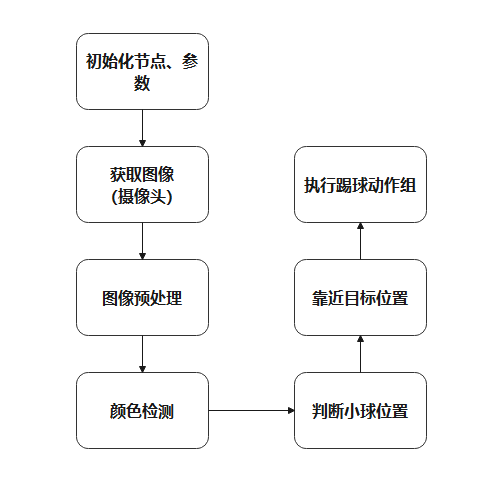 初始化节点、参
数
获取图像
（摄像头）
图像预处理
颜色检测
判断小球位置
靠近目标位置
执行踢球动作组